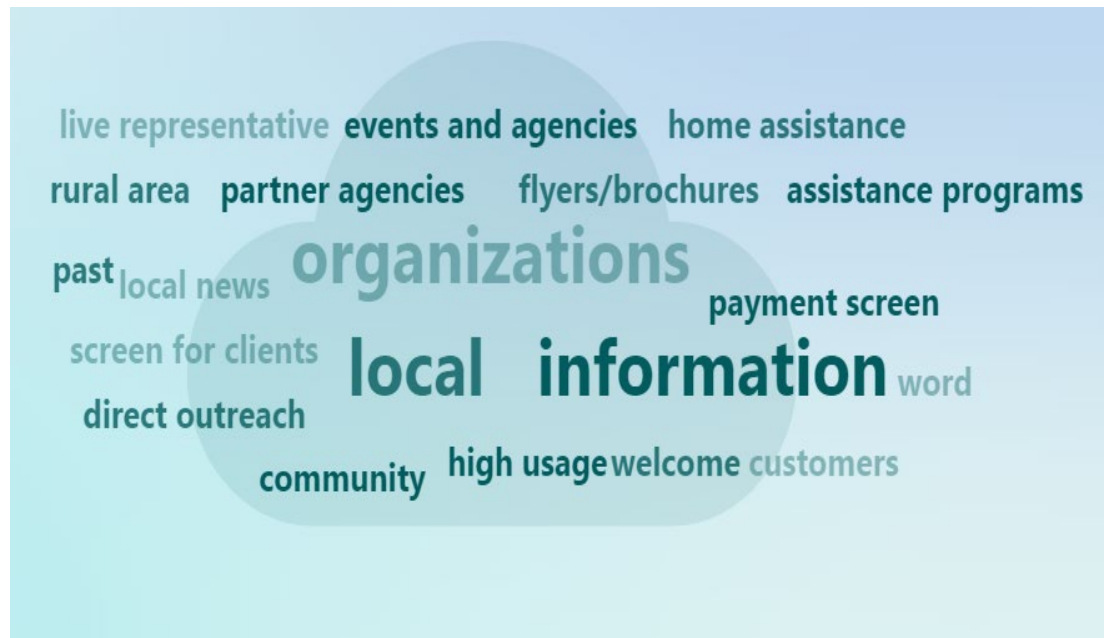 live representative events and agencies home assistance
rural area partner agencies flyers/brochures assistance programs
organizations
past local news
payment screen
screen for clients
local information word
direct outreach
high usage welcome customers
community